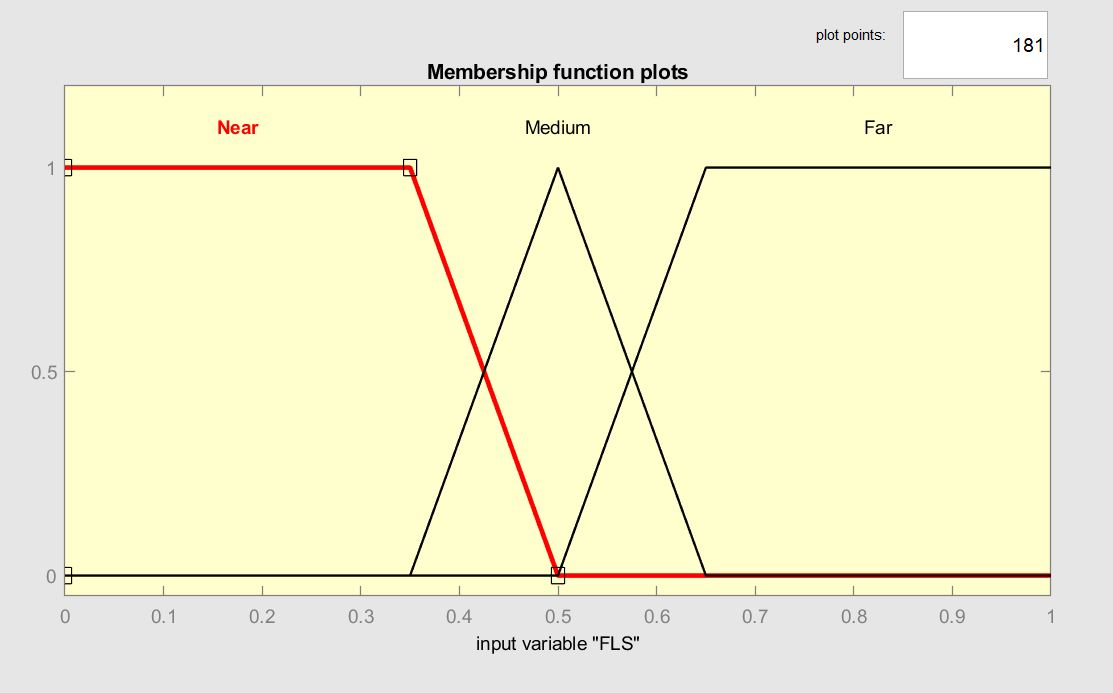 plot points: 181
Membership function plots
Near Medium Far
1
0.5
0
0 0.1 0.2 0.3 0.4 0.5 0.6 0.7 0.8 0.9 1
input variable "FLS"